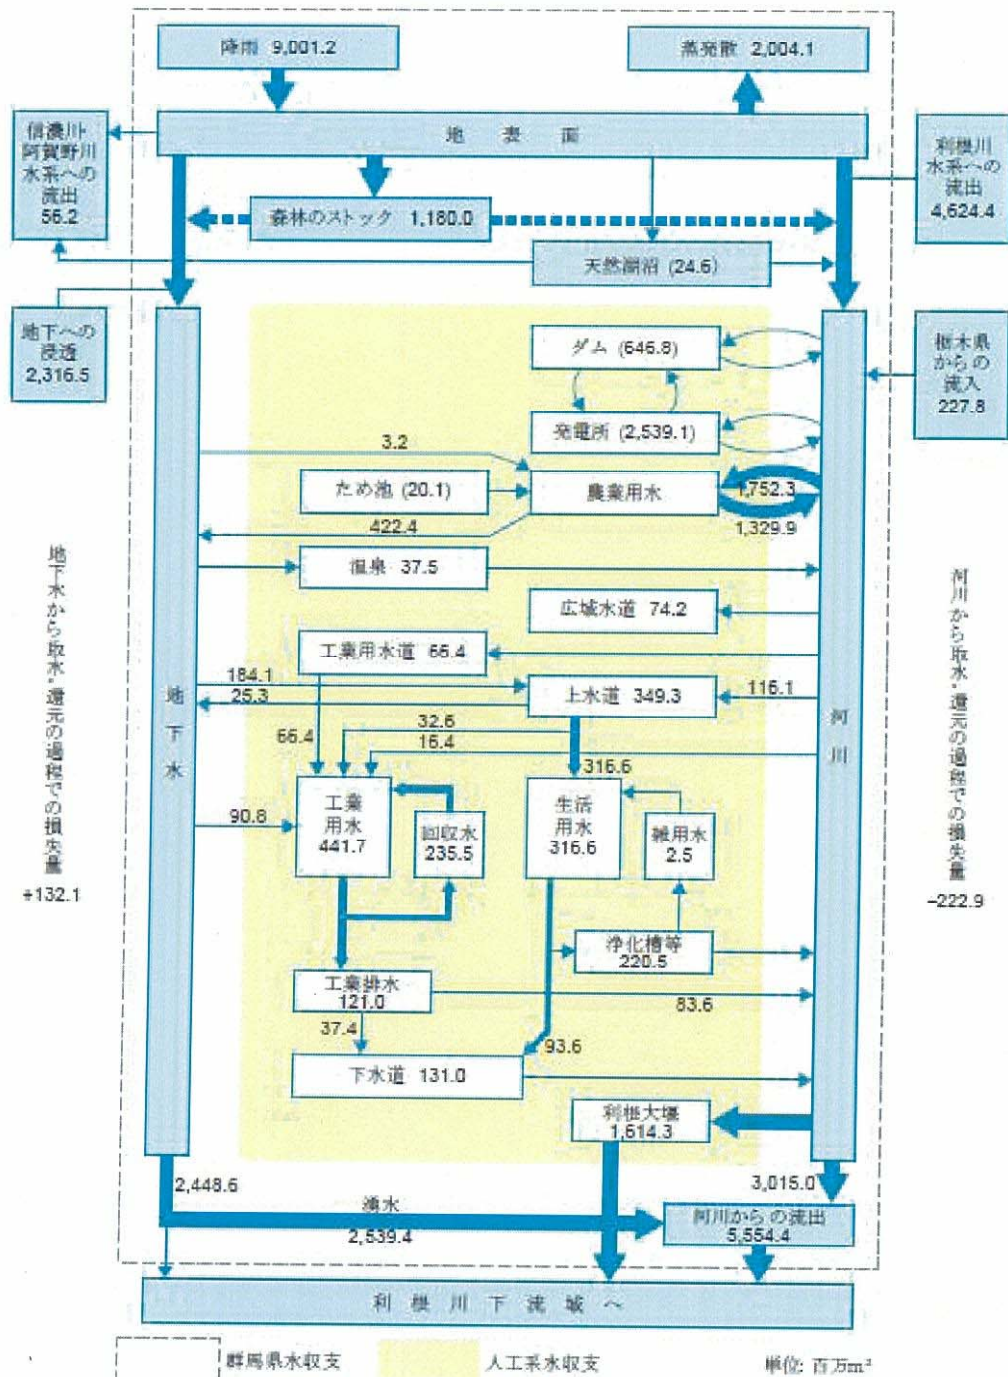 降雨 9,001.2
蒸発散 2,004.1
信濃川・
阿賀野川
水系への
流出
56.2
地 表 面
利根川
水系への
流出
4,624.4
森林のストック 1,180.0
天然湖沼 (24.6)
地下への
浸透
2,316.5
ダム (646.8)
栃木県
からの
流入
227.8
発電所 (2,539.1)
3.2
ため池 (20.1)
農業用水
1,752.3
422.4
1,329.9
温泉 37.5
広域水道 74.2
工業用水道 66.4
184.1
25.3
上水道 349.3
116.1
地下水
河川
地下水から取水・還元の過程での損失量
+132.1
河川から取水・還元の過程での損失量
-222.9
32.6
66.4
16.4
316.6
90.8
工業
用水
441.7
回収水
235.5
生活
用水
316.6
雑用水
2.5
浄化槽等
220.5
工業排水
121.0
83.6
37.4
93.6
下水道 131.0
利根大堰
1,614.3
2,448.6
3,015.0
湧水
2,539.4
河川からの流出
5,554.4
利 根 川 下 流 域 へ
群馬県水収支
人工系水収支
単位: 百万m³